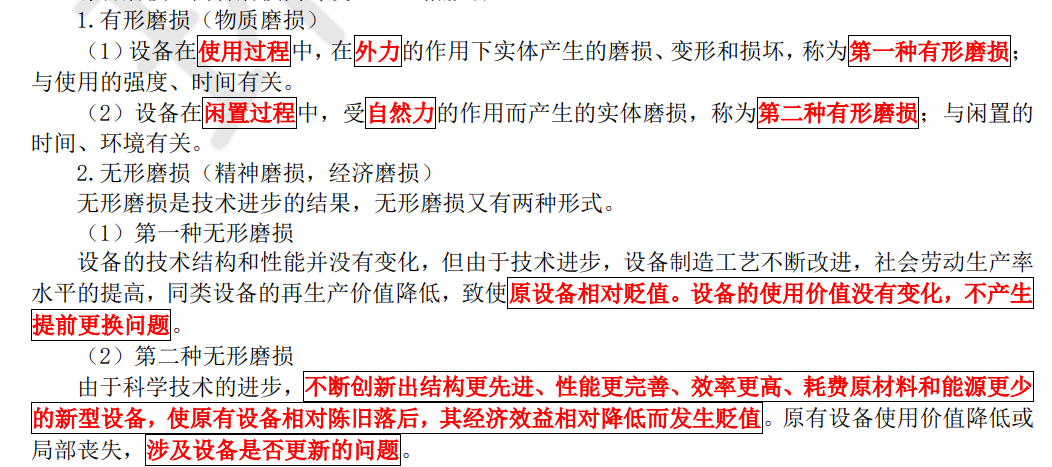 1.有形磨损（物质磨损）
（1）设备在使用过程中，在外力的作用下实体产生的磨损、变形和损坏，称为第一种有形磨损；
与使用的强度、时间有关。
（2）设备在闲置过程中，受自然力的作用而产生的实体磨损，称为第二种有形磨损；与闲置的
时间、环境有关。
2.无形磨损（精神磨损，经济磨损）
无形磨损是技术进步的结果，无形磨损又有两种形式。
（1）第一种无形磨损
设备的技术结构和性能并没有变化，但由于技术进步，设备制造工艺不断改进，社会劳动生产率
水平的提高，同类设备的再生产价值降低，致使原设备相对贬值。设备的使用价值没有变化，不产生
提前更换问题。
（2）第二种无形磨损
由于科学技术的进步，不断创新出结构更先进、性能更完善、效率更高、耗费原材料和能源更少
的新型设备，使原有设备相对陈旧落后，其经济效益相对降低而发生贬值。原有设备使用价值降低或
局部丧失，涉及设备是否更新的问题。